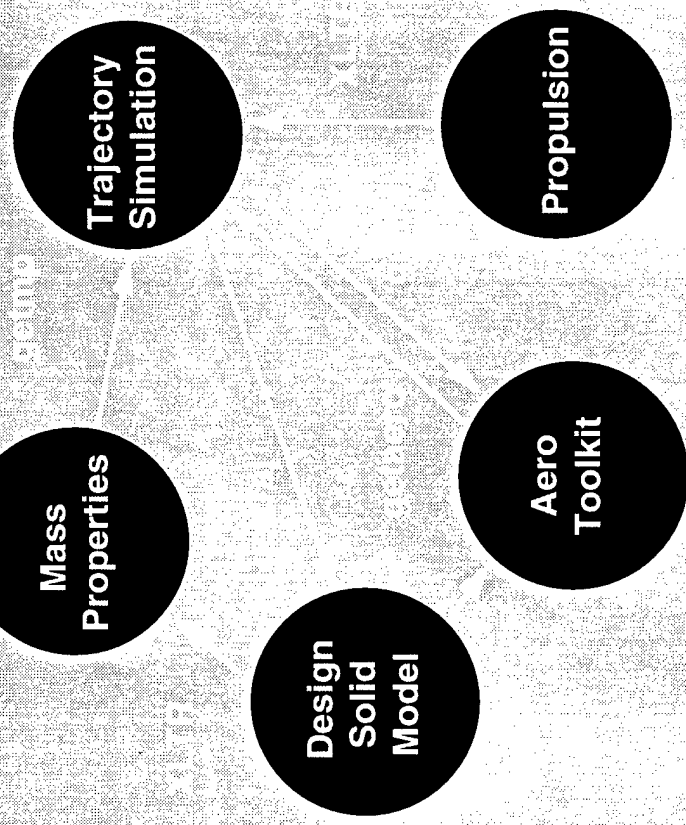 Mass
Properties
Trajectory
Simulation
Design
Solid
Model
Aero
Toolkit
Propulsion